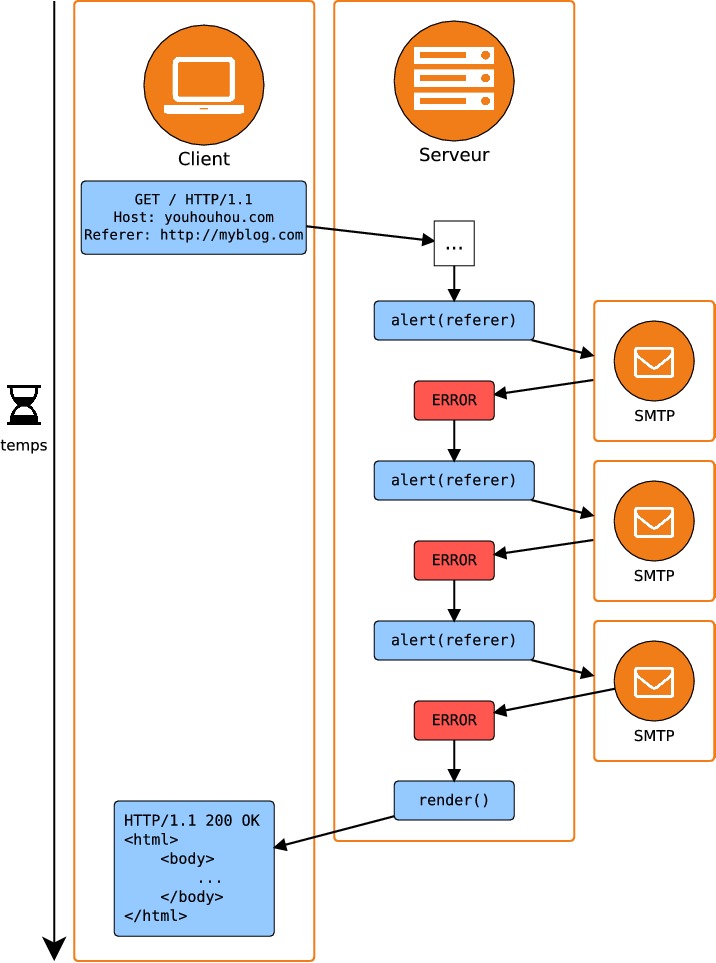 Client
Serveur
GET / HTTP/1.1
Host: youhouhou.com
Referer: http://myblog.com
...
alert(referer)
SMTP
ERROR
temps
alert(referer)
SMTP
ERROR
alert(referer)
SMTP
ERROR
render()
HTTP/1.1 200 OK
<html>
    <body>
        ...
    </body>
</html>